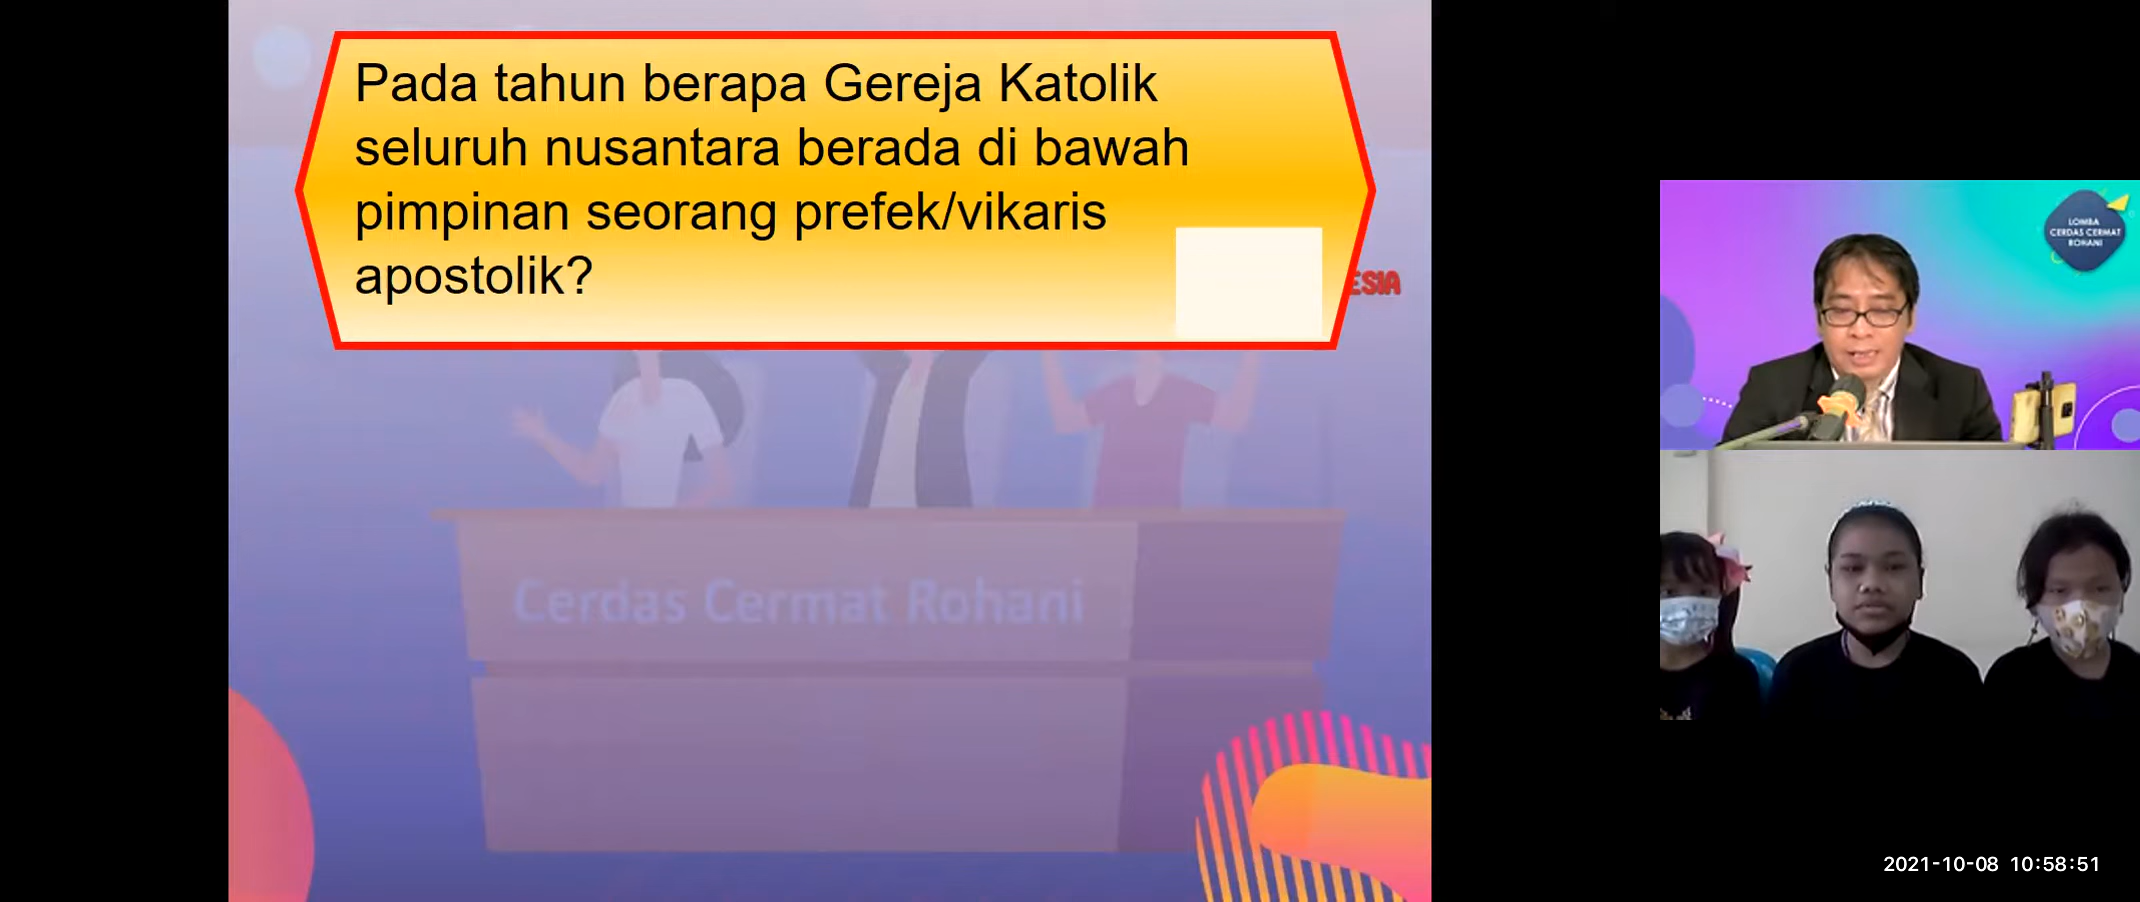 Pada tahun berapa Gereja Katolik
seluruh nusantara berada di bawah
pimpinan seorang prefek/vikaris
apostolik?
ESIA
Cerdas Cermat Rohani
LOMBA
CERDAS CERMAT
ROHANI
2021-10-08 10:58:51